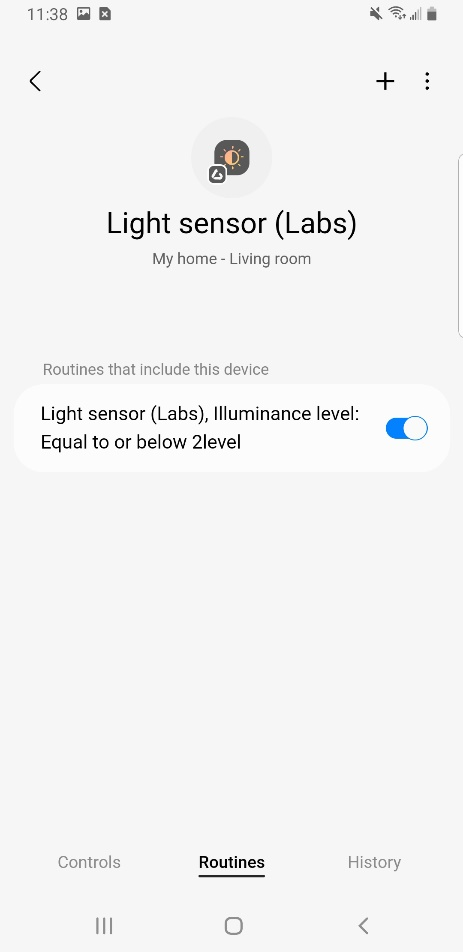 11:38
Light sensor (Labs)
My home - Living room
Routines that include this device
Light sensor (Labs), Illuminance level:
Equal to or below 2level
Controls
Routines
History